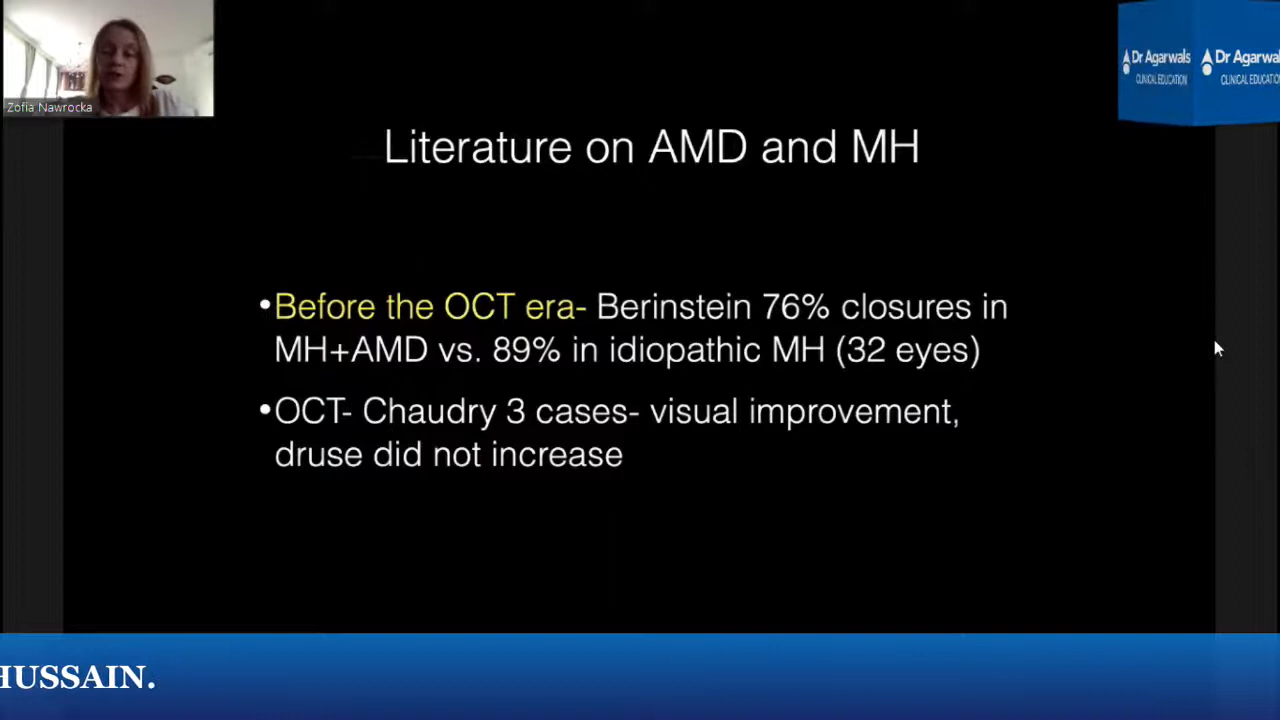 Zofia Nawrocka
Dr Agarwals
CLINICAL EDUCATION
Dr Agarwals
CLINICAL EDUCATION
Literature on AMD and MH
•Before the OCT era- Berinstein 76% closures in
MH+AMD vs. 89% in idiopathic MH (32 eyes)
•OCT- Chaudry 3 cases- visual improvement,
druse did not increase
HUSSAIN.